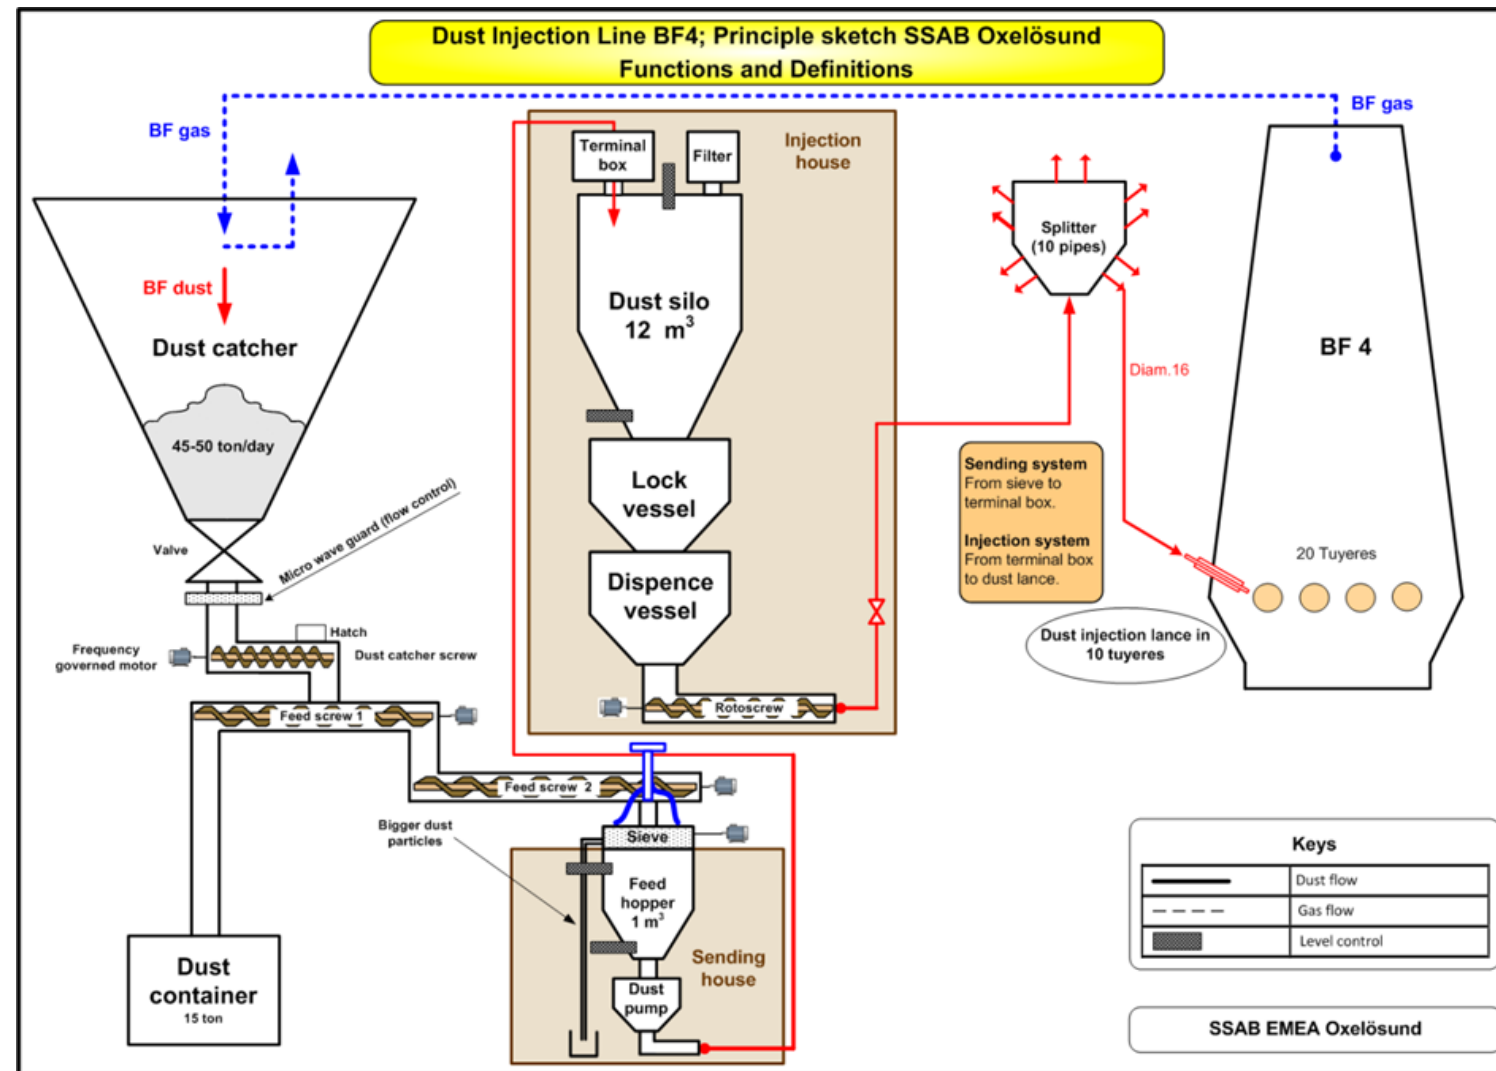 Dust Injection Line BF4; Principle sketch SSAB Oxelösund
Functions and Definitions
BF gas
BF gas
Terminal
box
Filter
Injection
house
Splitter
(10 pipes)
BF dust
Dust silo
12 m³
Dust catcher
BF 4
Diam.16
45-50 ton/day
Sending system
From sieve to
terminal box.
Injection system
From terminal box
to dust lance.
Lock
vessel
Micro wave guard (flow control)
Valve
20 Tuyeres
Dispence
vessel
Hatch
Dust injection lance in
10 tuyeres
Frequency
governed motor
Dust catcher screw
Rotoscrew
Feed screw 1
Feed screw 2
Bigger dust
particles
Sieve
Keys
Dust flow
Gas flow
Level control
Feed
hopper
1 m³
Sending
house
Dust
container
15 ton
Dust
pump
SSAB EMEA Oxelösund